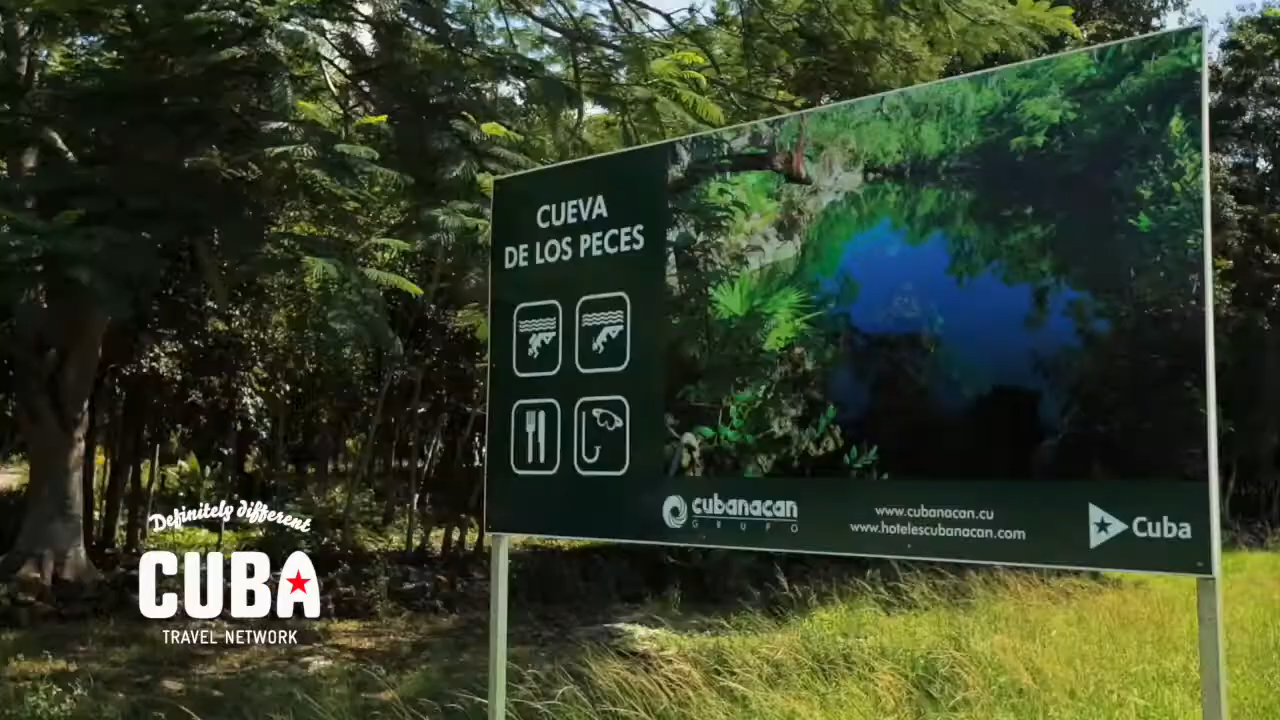 CUEVA
DE LOS PECES
cubanacan
GRUPO
www.cubanacan.cu
www.hotelescubanacan.com
Cuba
Definitely different
CUBA
TRAVEL NETWORK